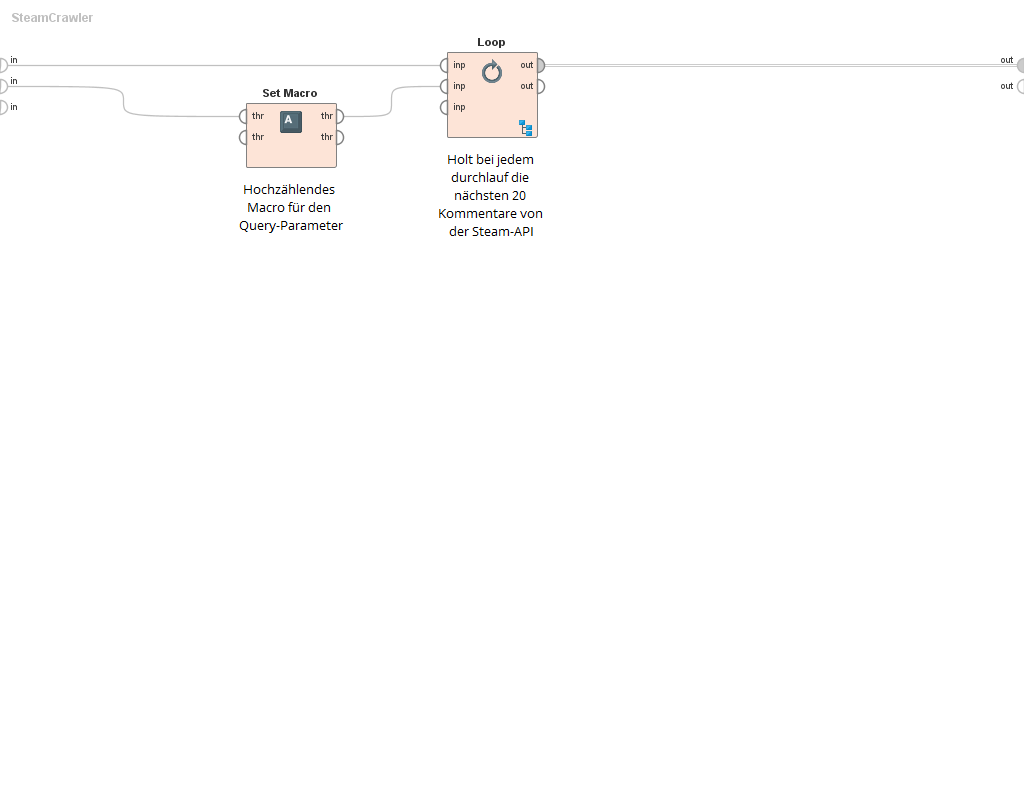 SteamCrawler
in
in
in
Loop
inp
out
inp
out
inp
Set Macro
A
thr
thr
thr
thr
Hochzählendes
Macro für den
Query-Parameter
Holt bei jedem
durchlauf die
nächsten 20
Kommentare von
der Steam-API
out
out